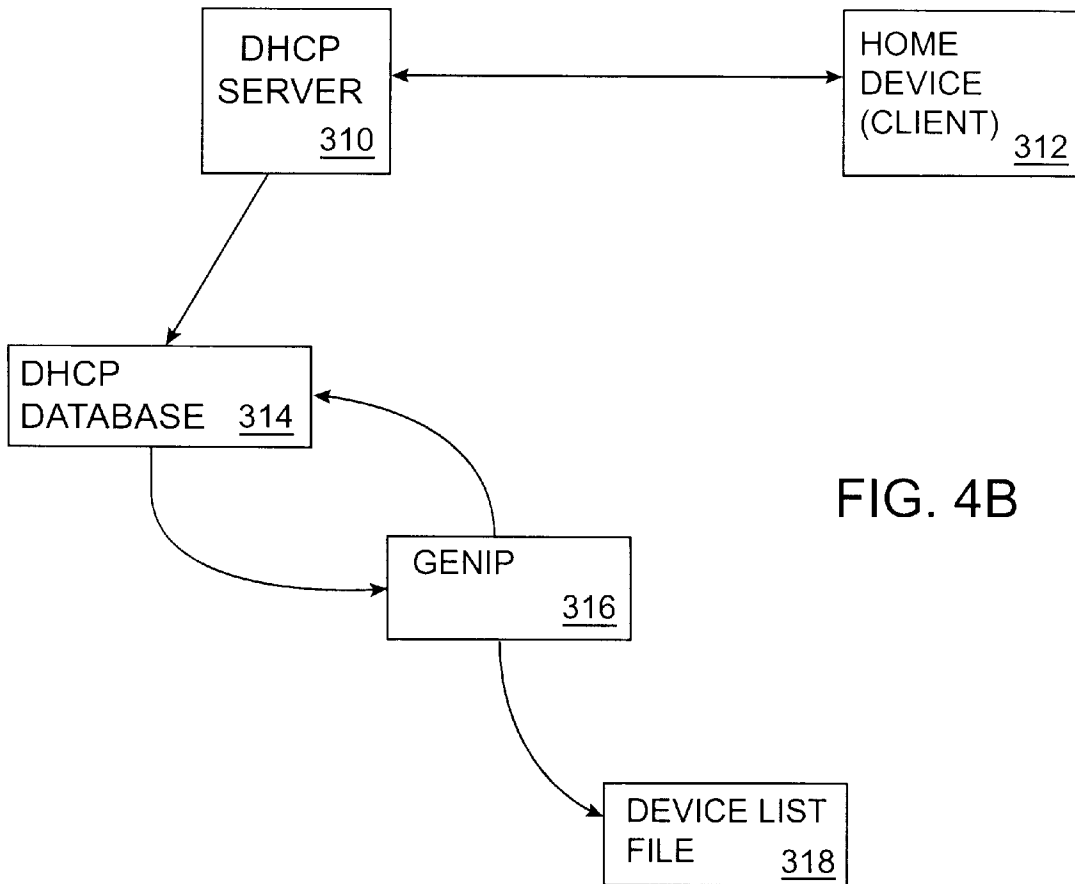 DHCP
SERVER
310
HOME
DEVICE
(CLIENT)
312
DHCP
DATABASE 314
FIG. 4B
GENIP
316
DEVICE LIST
FILE
318